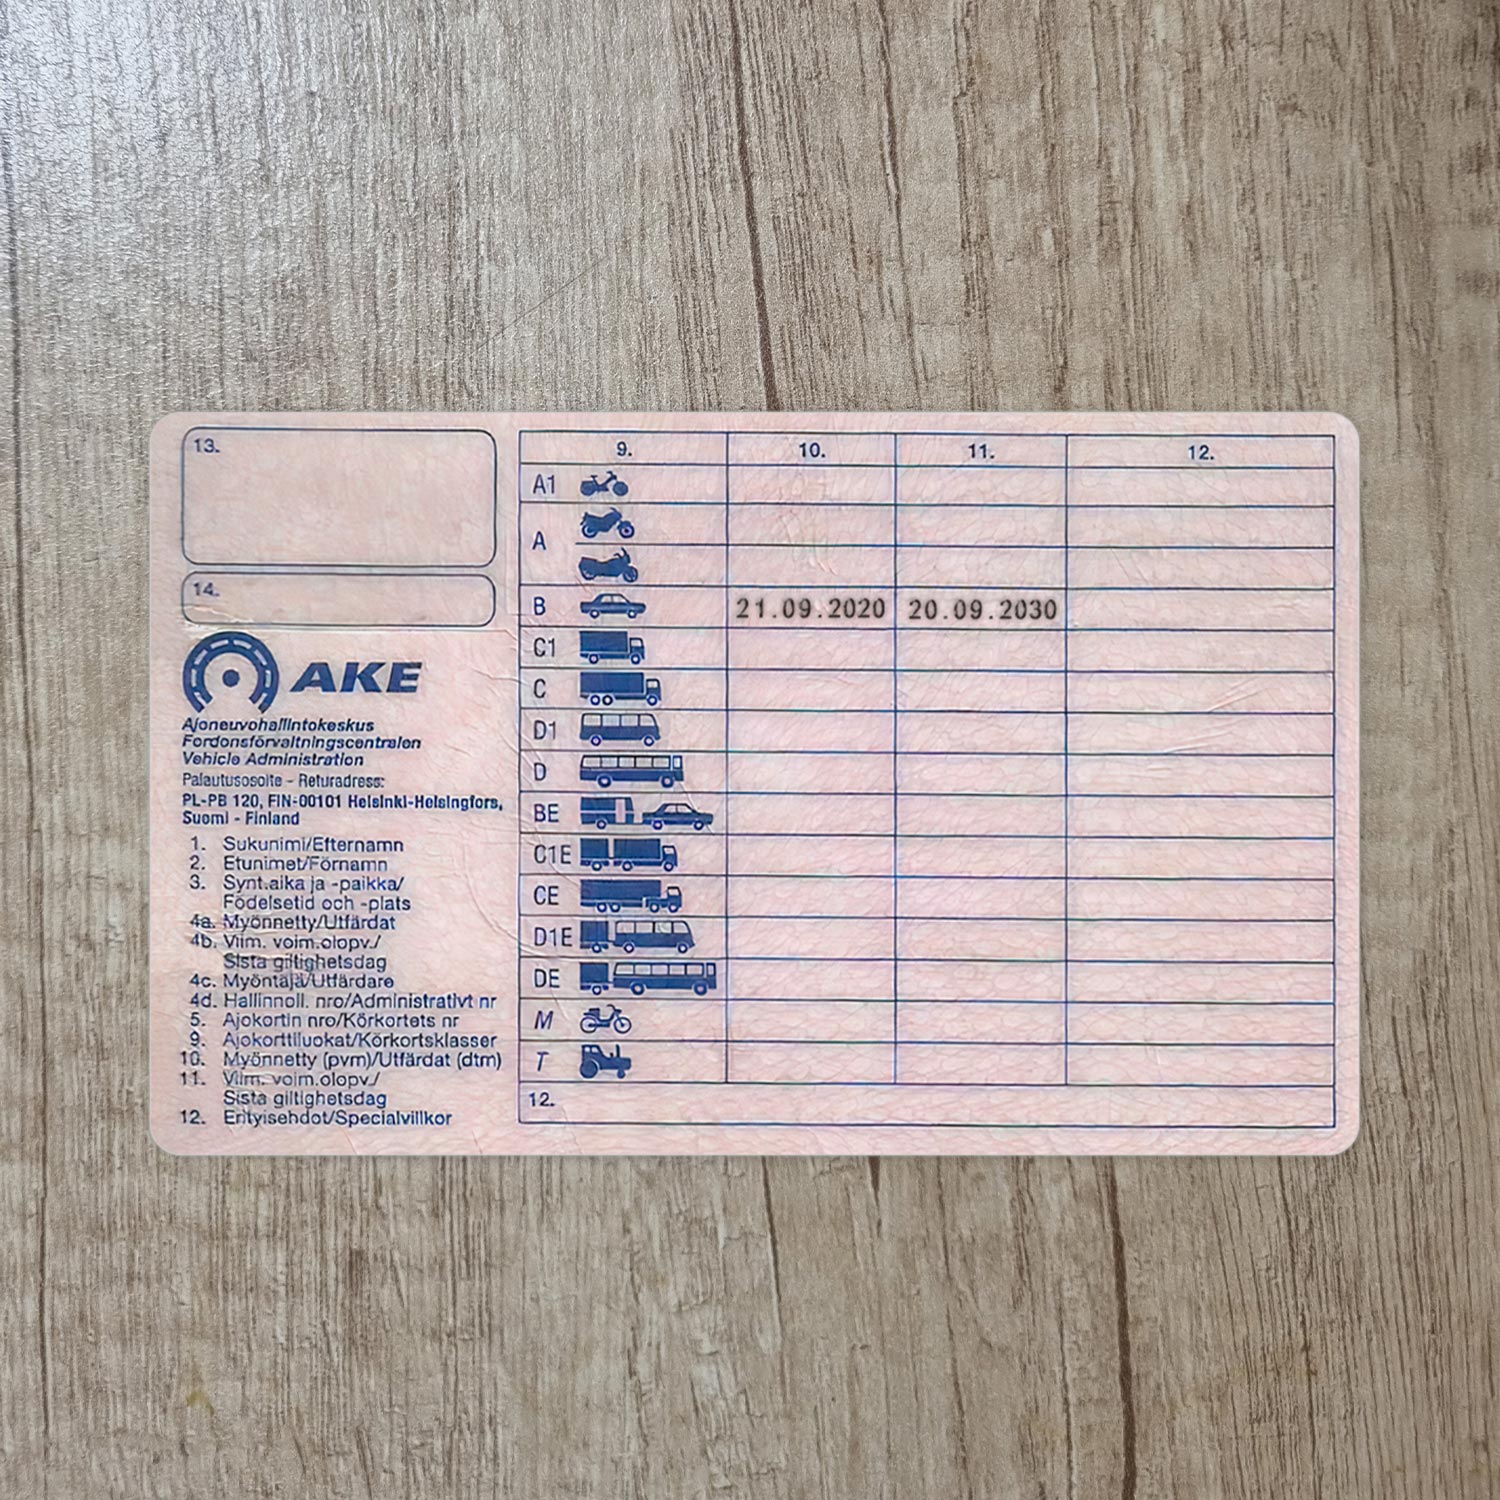 13.
14.
AKE
Ajoneuvohallintokeskus
Fordonsförvaltningscentralen
Vehicle Administration
Palautusosoite - Returadress:
PL-PB 120, FIN-00101 Helsinki-Helsingfors,
Suomi - Finland
1. Sukunimi/Efternamn
2. Etunimet/Förnamn
3. Synt.aika ja -paikka/
Födelsetid och -plats
4a. Myönnetty/Utfärdat
4b. Viim. voim.olopv./
Sista giltighetsdag
4c. Myöntäjä/Utfärdare
4d. Hallinnoll. nro/Administrativt nr
5. Ajokortin nro/Körkortets nr
9. Ajokorttiluokat/Körkortsklasser
10. Myönnetty (pvm)/Utfärdat (dtm)
11. Viim. voim.olopv./
Sista giltighetsdag
12. Erityisehdot/Specialvillkor
9. 10. 11. 12.
A1
A
B 21.09.2020 20.09.2030
C1
C
D1
D
BE
C1E
CE
D1E
DE
M
T
12.